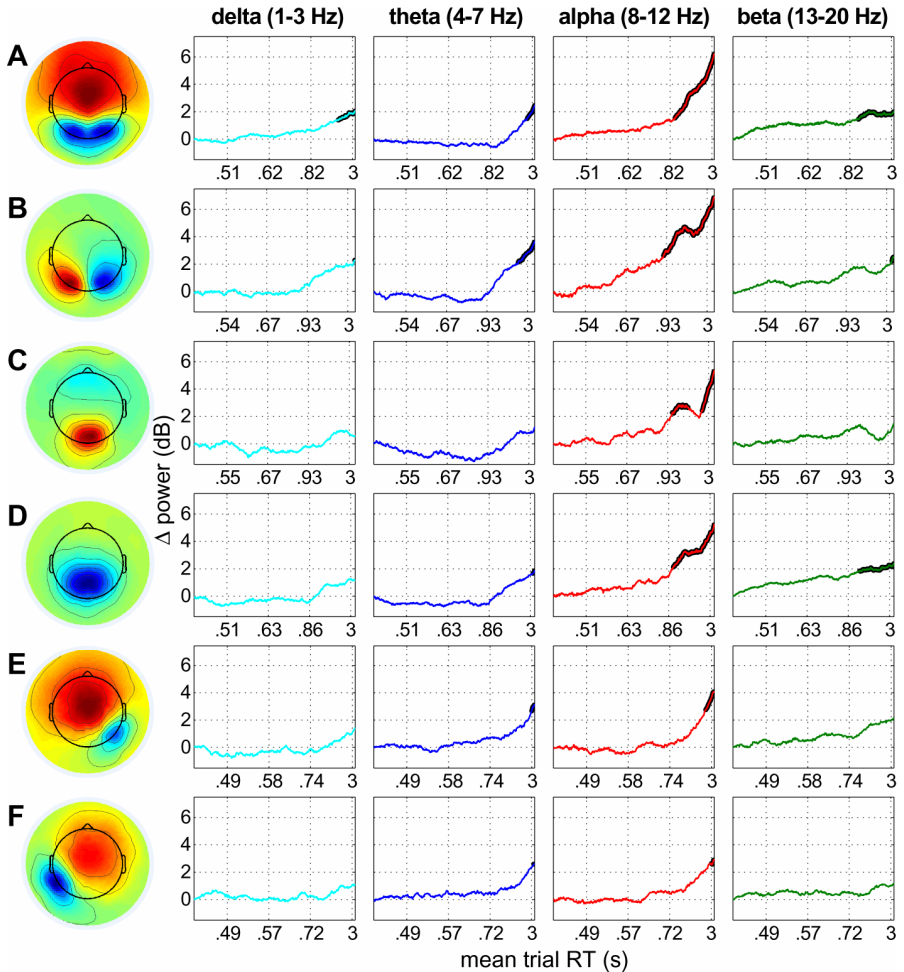 delta (1-3 Hz) theta (4-7 Hz) alpha (8-12 Hz) beta (13-20 Hz)
A
6
4
2
0
.51 .62 .82 3 .51 .62 .82 3 .51 .62 .82 3 .51 .62 .82 3
B
6
4
2
0
.54 .67 .93 3 .54 .67 .93 3 .54 .67 .93 3 .54 .67 .93 3
C
6
4
2
0
.55 .67 .93 3 .55 .67 .93 3 .55 .67 .93 3 .55 .67 .93 3
Δ power (dB)
D
6
4
2
0
.51 .63 .86 3 .51 .63 .86 3 .51 .63 .86 3 .51 .63 .86 3
E
6
4
2
0
.49 .58 .74 3 .49 .58 .74 3 .49 .58 .74 3 .49 .58 .74 3
F
6
4
2
0
.49 .57 .72 3 .49 .57 .72 3 .49 .57 .72 3 .49 .57 .72 3
mean trial RT (s)